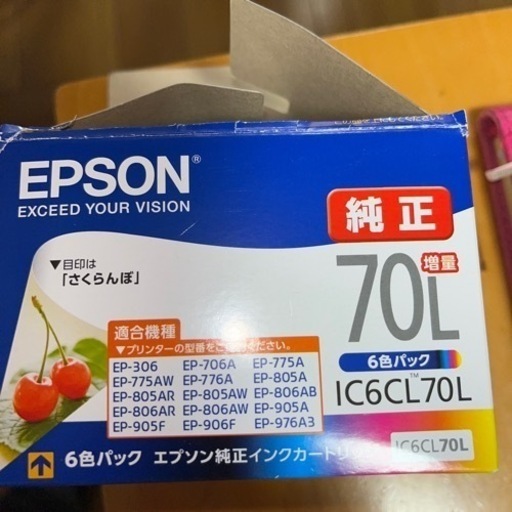 EPSON®
EXCEED YOUR VISION
純正
▼目印は
「さくらんぼ」
70L
増量
6色パック
IC6CL70L
™
適合機種
▼プリンターの型番をご ください。
EP-306 EP-706A EP-775A
EP-775AW EP-776A EP-805A
EP-805AR EP-805AW EP-806AB
EP-806AR EP-806AW EP-905A
EP-905F EP-906F EP-976A3
6色パック エプソン純正インクカートリ
IC6CL70L